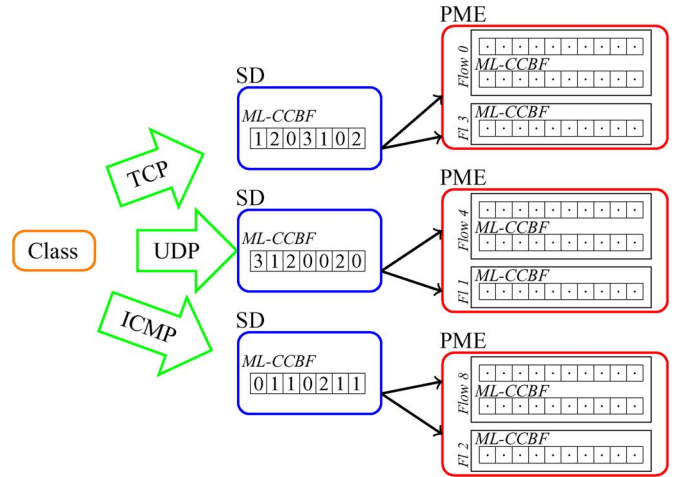 PME
Flow 0
· · · · · · · · · ·
ML-CCBF
· · · · · · · · · ·
SD
ML-CCBF
1 2 0 3 1 0 2
Fl 3
ML-CCBF
· · · · · · · · · ·
TCP
PME
Flow 4
· · · · · · · · · ·
ML-CCBF
· · · · · · · · · ·
SD
ML-CCBF
3 1 2 0 0 2 0
Class
UDP
Fl 1
ML-CCBF
· · · · · · · · · ·
ICMP
SD
ML-CCBF
0 1 1 0 2 1 1
PME
Flow 8
· · · · · · · · · ·
ML-CCBF
· · · · · · · · · ·
Fl 2
ML-CCBF
· · · · · · · · · ·